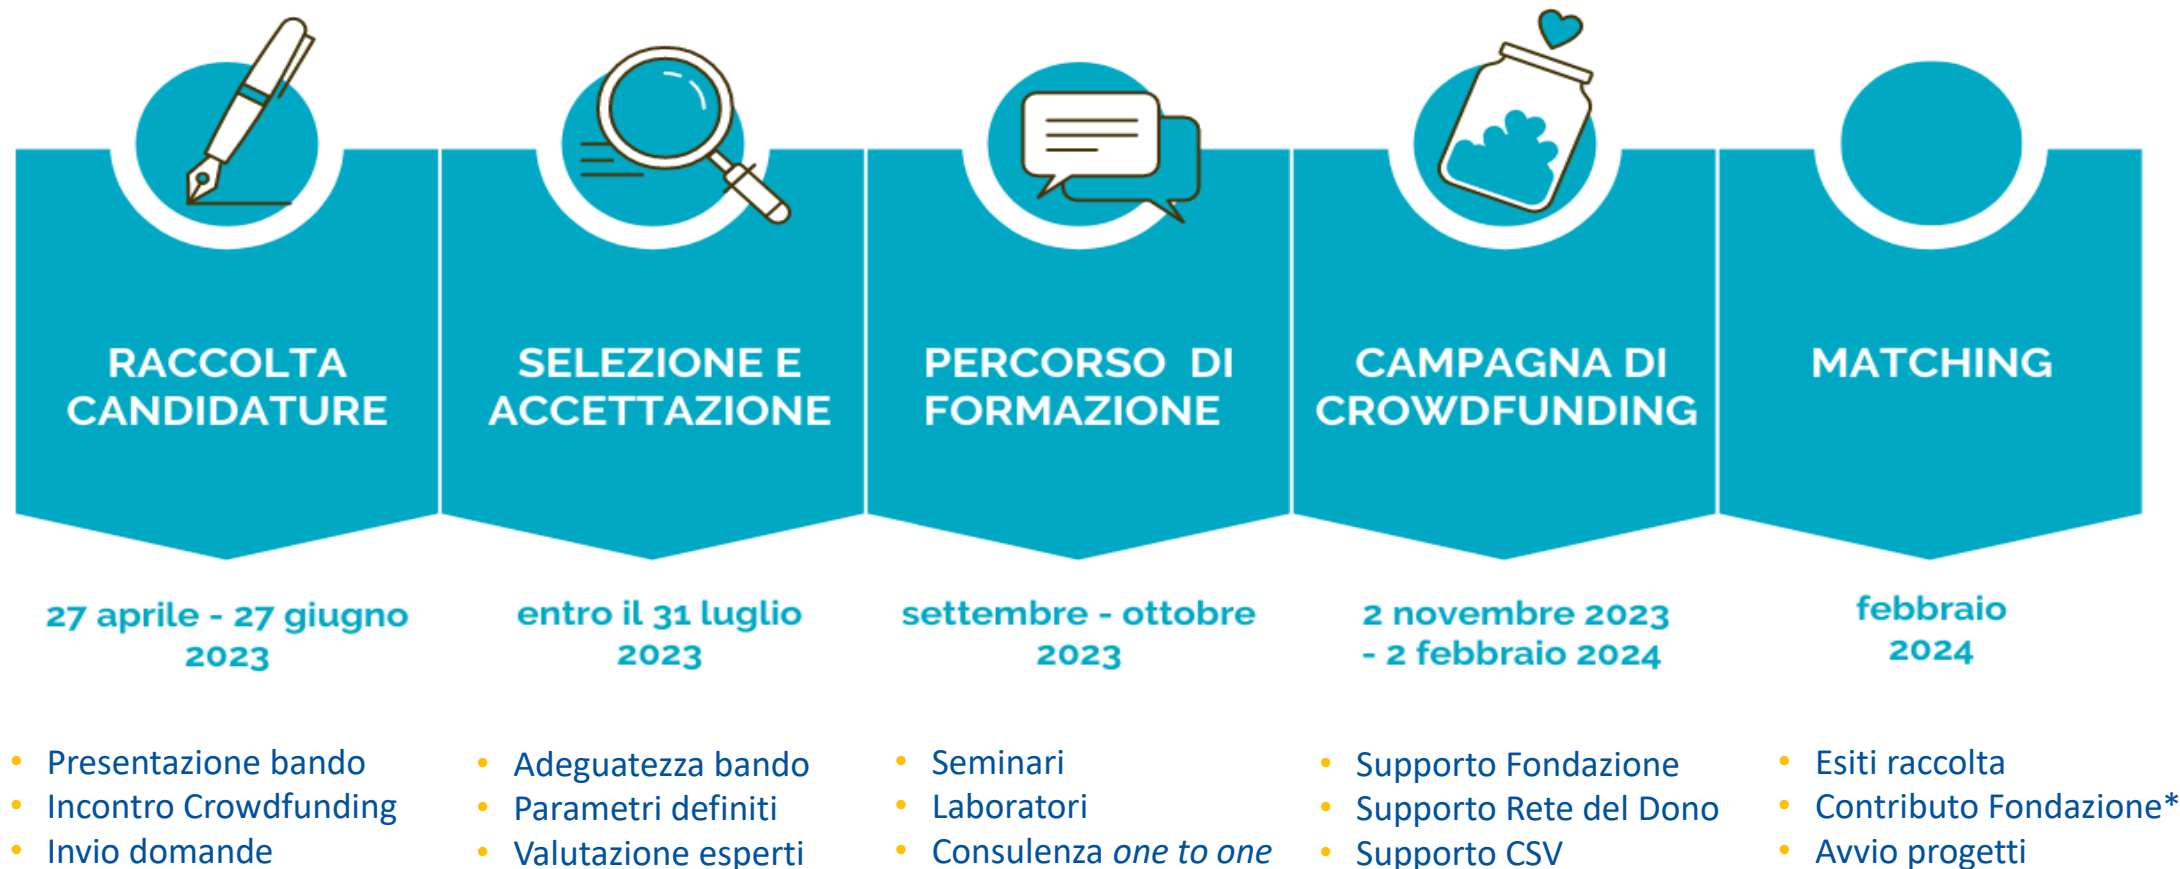 RACCOLTA
CANDIDATURE
SELEZIONE E
ACCETTAZIONE
PERCORSO DI
FORMAZIONE
CAMPAGNA DI
CROWDFUNDING
MATCHING
27 aprile - 27 giugno
2023
entro il 31 luglio
2023
settembre - ottobre
2023
2 novembre 2023
- 2 febbraio 2024
febbraio
2024
• Presentazione bando
• Incontro Crowdfunding
• Invio domande
• Adeguatezza bando
• Parametri definiti
• Valutazione esperti
• Seminari
• Laboratori
• Consulenza one to one
• Supporto Fondazione
• Supporto Rete del Dono
• Supporto CSV
• Esiti raccolta
• Contributo Fondazione*
• Avvio progetti